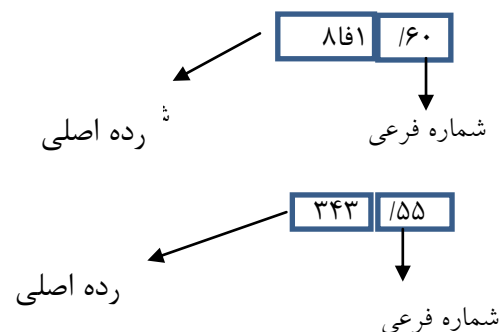 ۸فا۱ /۶۰
شماره فرعی
رده اصلی
۳۴۳ /۵۵
رده اصلی
شماره فرعی